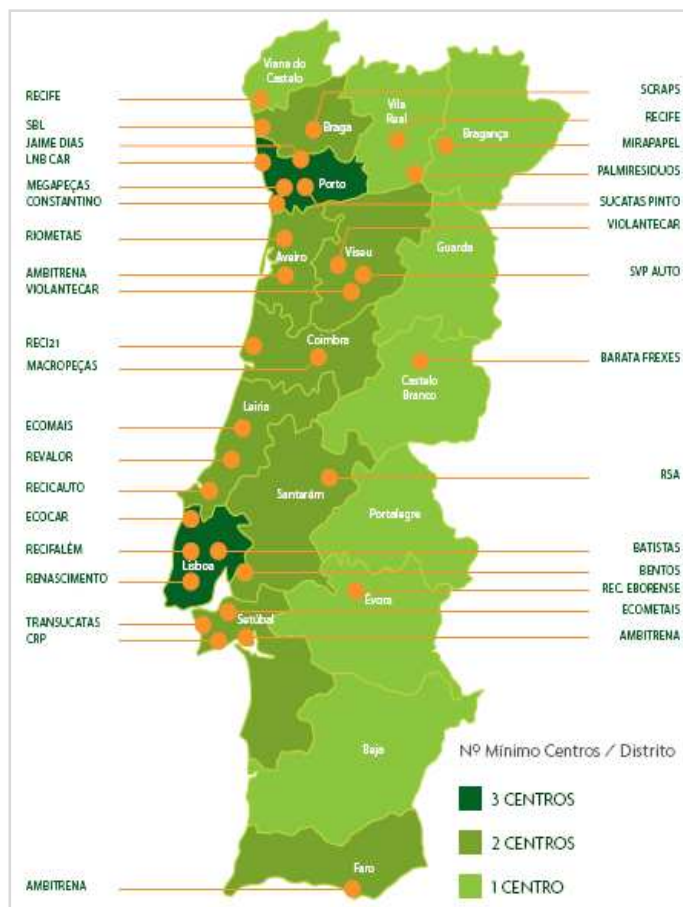 RECIFE
SBL
JAIME DIAS
LNB CAR
MEGAPEÇAS
CONSTANTINO
RIOMETAIS
AMBITRENA
VIOLANTECAR
RECI21
MACROPEÇAS
ECOMAIS
REVALOR
RECICAUTO
ECOCAR
RECIFALÉM
RENASCIMENTO
TRANSUCATAS
CRP
AMBITRENA
Viana do
Castelo
Braga
Vila
Rual
Bragança
Porto
Aveiro
Viseu
Guarda
Coimbra
Castelo
Branco
Leiria
Santarém
Portalegre
Lisboa
Évora
Setúbal
Baja
Faro
SCRAPS
RECIFE
MIRAPAPEL
PALMIRESIDUOS
SUCATAS PINTO
VIOLANTECAR
SVP AUTO
BARATA FREXES
RSA
BATISTAS
BENTOS
REC. EBORENSE
ECOMETAIS
AMBITRENA
Nº Mínimo Centros / Distrito
3 CENTROS
2 CENTROS
1 CENTRO